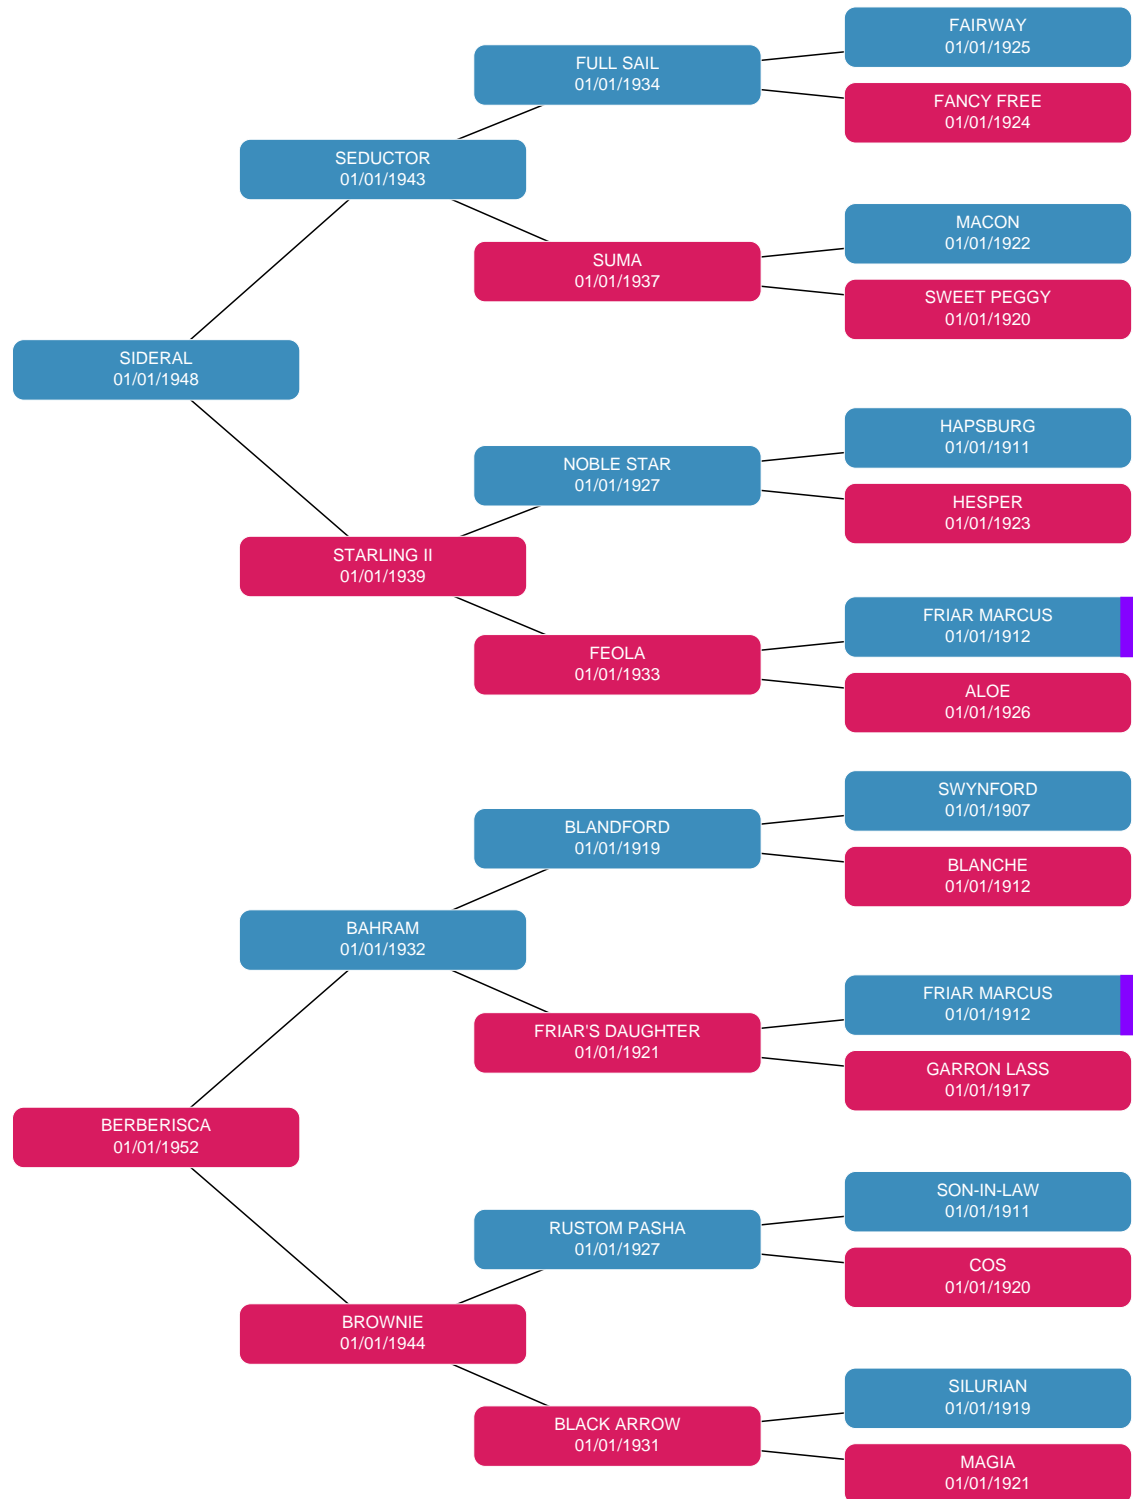 FAIRWAY
01/01/1925
FULL SAIL
01/01/1934
FANCY FREE
01/01/1924
SEDUCTOR
01/01/1943
MACON
01/01/1922
SUMA
01/01/1937
SWEET PEGGY
01/01/1920
SIDERAL
01/01/1948
HAPSBURG
01/01/1911
NOBLE STAR
01/01/1927
HESPER
01/01/1923
STARLING II
01/01/1939
FRIAR MARCUS
01/01/1912
FEOLA
01/01/1933
ALOE
01/01/1926
SWYNFORD
01/01/1907
BLANDFORD
01/01/1919
BLANCHE
01/01/1912
BAHRAM
01/01/1932
FRIAR MARCUS
01/01/1912
FRIAR'S DAUGHTER
01/01/1921
GARRON LASS
01/01/1917
BERBERISCA
01/01/1952
SON-IN-LAW
01/01/1911
RUSTOM PASHA
01/01/1927
COS
01/01/1920
BROWNIE
01/01/1944
SILURIAN
01/01/1919
BLACK ARROW
01/01/1931
MAGIA
01/01/1921